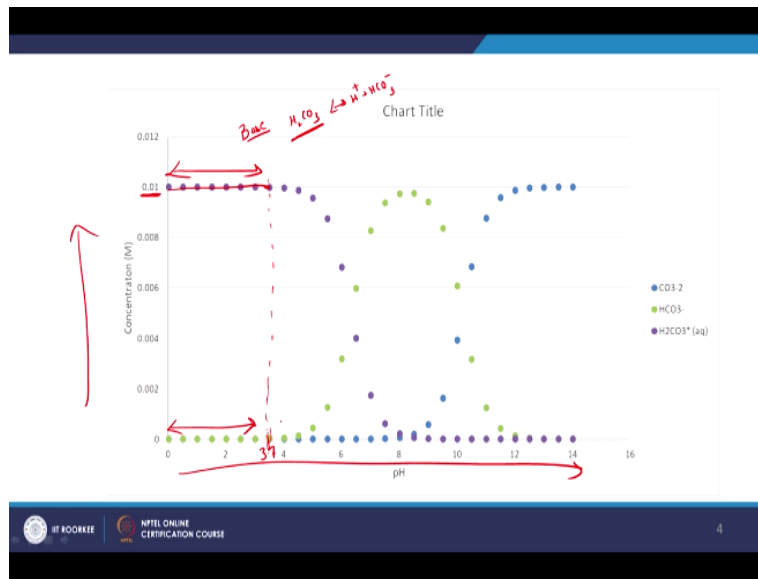 Base H2CO3 ↔ H+ + HCO3-
Chart Title
0.012
0.01
0.008
0.006
0.004
0.002
0
Concentraton (M)
0 2 4 6 8 10 12 14 16
pH
CO3-2
HCO3-
H2CO3* (aq)
IIT ROORKEE
NPTEL ONLINE
CERTIFICATION COURSE
4